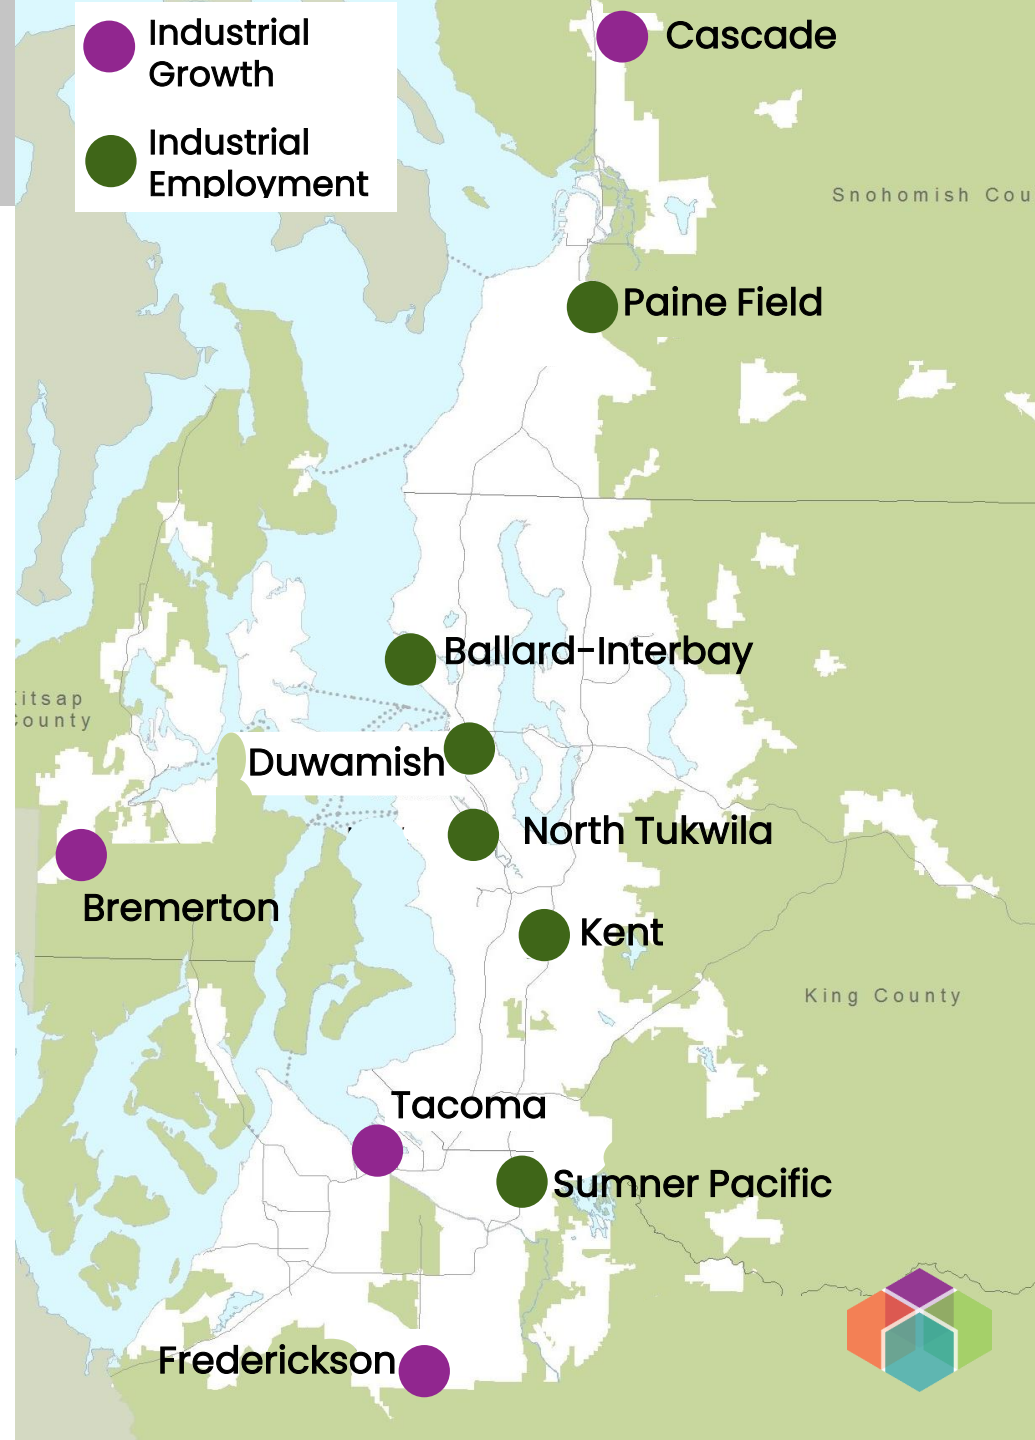 Industrial
Growth
Industrial
Employment
Cascade
Snohomish Cou
Paine Field
Ballard-Interbay
itsap
County
Duwamish
North Tukwila
Bremerton
Kent
King County
Tacoma
Sumner Pacific
Frederickson